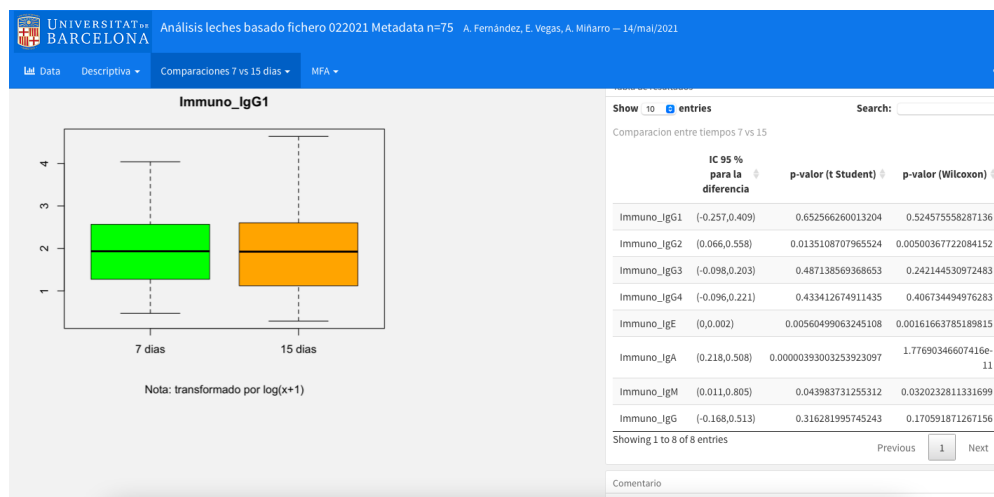 UNIVERSITAT DE
BARCELONA
Análisis leches basado fichero 022021 Metadata n=75 A. Fernández, E. Vegas, A. Miñarro — 14/mai/2021
Data Descriptiva Comparaciones 7 vs 15 dias MFA
Immuno_IgG1
4
3
2
1
7 dias 15 dias
Nota: transformado por log(x+1)
Tabla de resultados
Show 10 entries Search:
Comparacion entre tiempos 7 vs 15
IC 95 %
para la
diferencia
p-valor (t Student) p-valor (Wilcoxon)
Immuno_IgG1 (-0.257,0.409) 0.652566260013204 0.524575558287136
Immuno_IgG2 (0.066,0.558) 0.0135108707965524 0.00500367722084152
Immuno_IgG3 (-0.098,0.203) 0.487138569368653 0.242144530972483
Immuno_IgG4 (-0.096,0.221) 0.433412674911435 0.406734494976283
Immuno_IgE (0,0.002) 0.00560499063245108 0.00161663785189815
Immuno_IgA (0.218,0.508) 0.00000393003253923097 1.77690346607416e-
11
Immuno_IgM (0.011,0.805) 0.043983731255312 0.0320232811331699
Immuno_IgG (-0.168,0.513) 0.316281995745243 0.170591871267156
Showing 1 to 8 of 8 entries
Previous 1 Next
Comentario